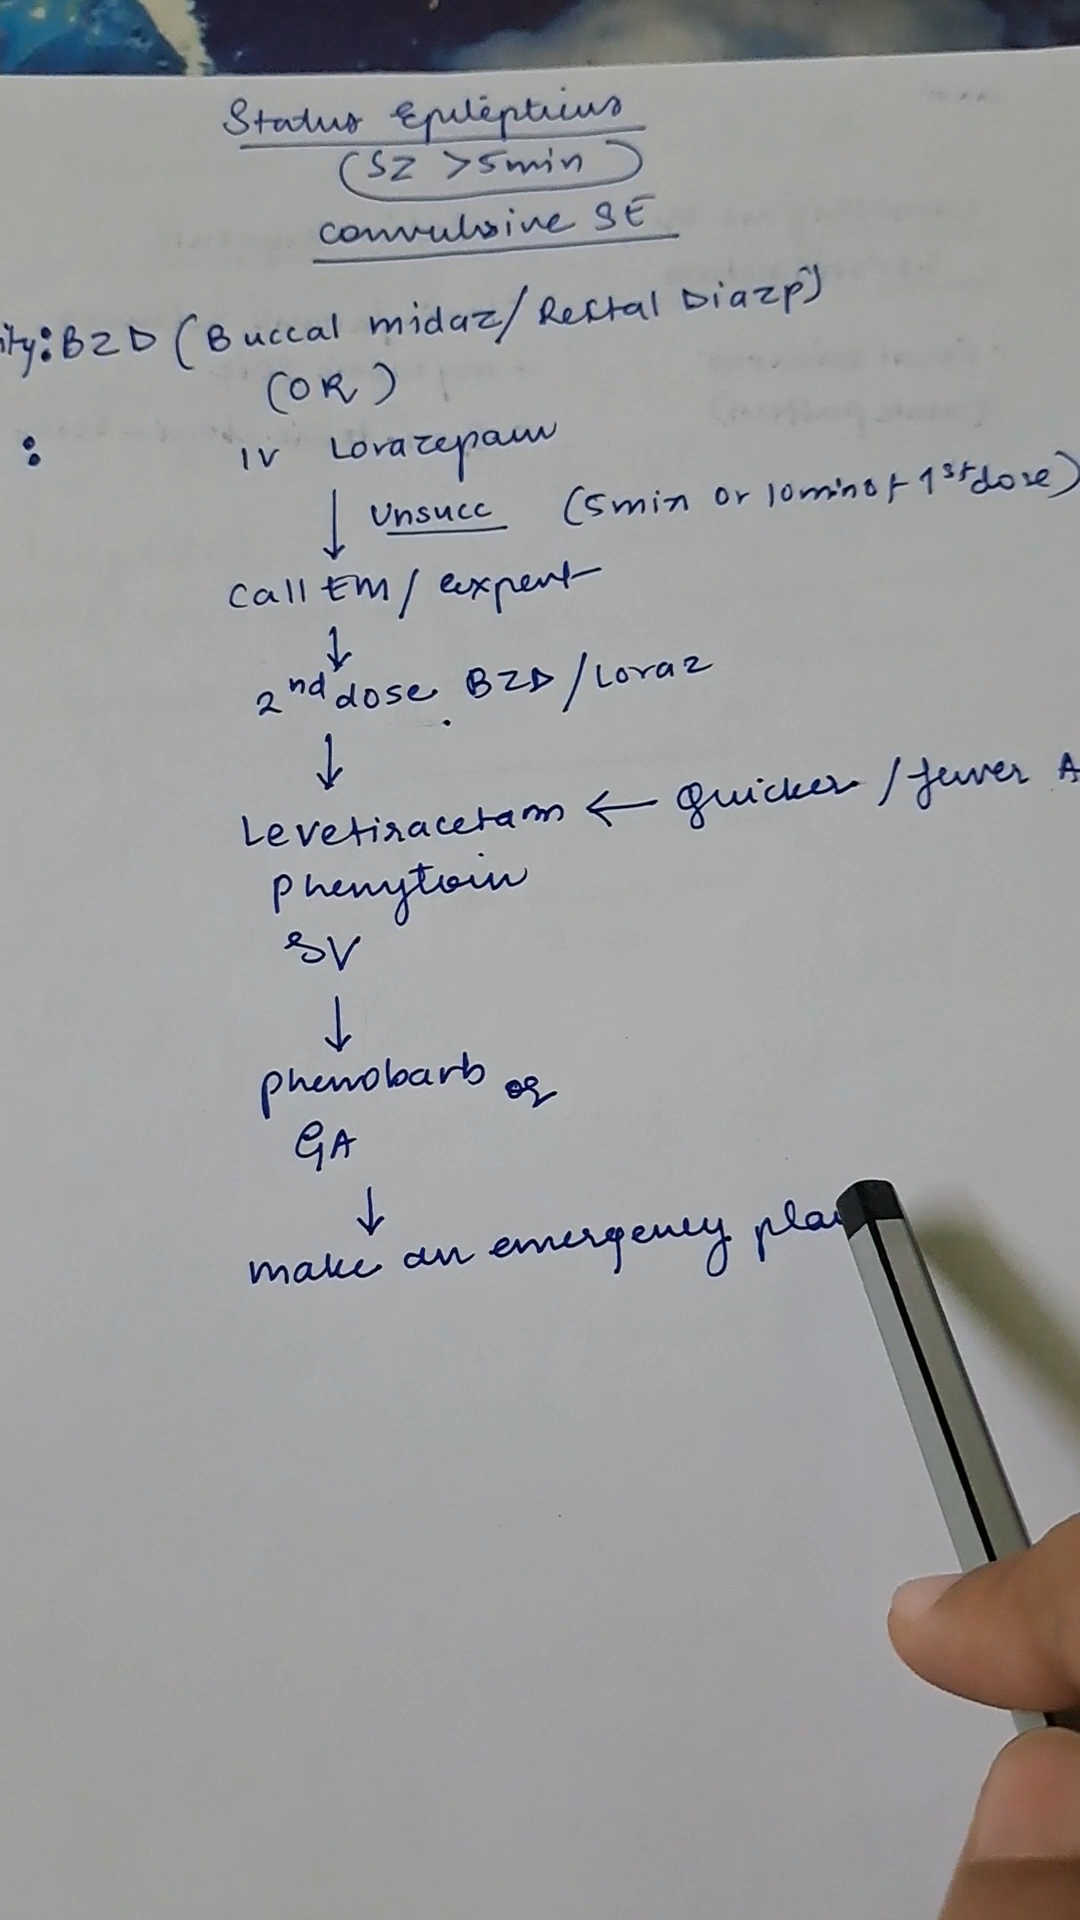 Status Epilepticus
(SZ >5min)
convulsive SE
ity: BZD (Buccal midaz/Rectal Diazp)
(OR)
:
IV Lorazepam
Unsucc (5min or 10min of 1st dose)
Call EM/ expert
2nd dose BZD/Loraz
Levetiracetam ← quicker /fewer A
Phenytoin
SV
phenobarb or
GA
make an emergency plan